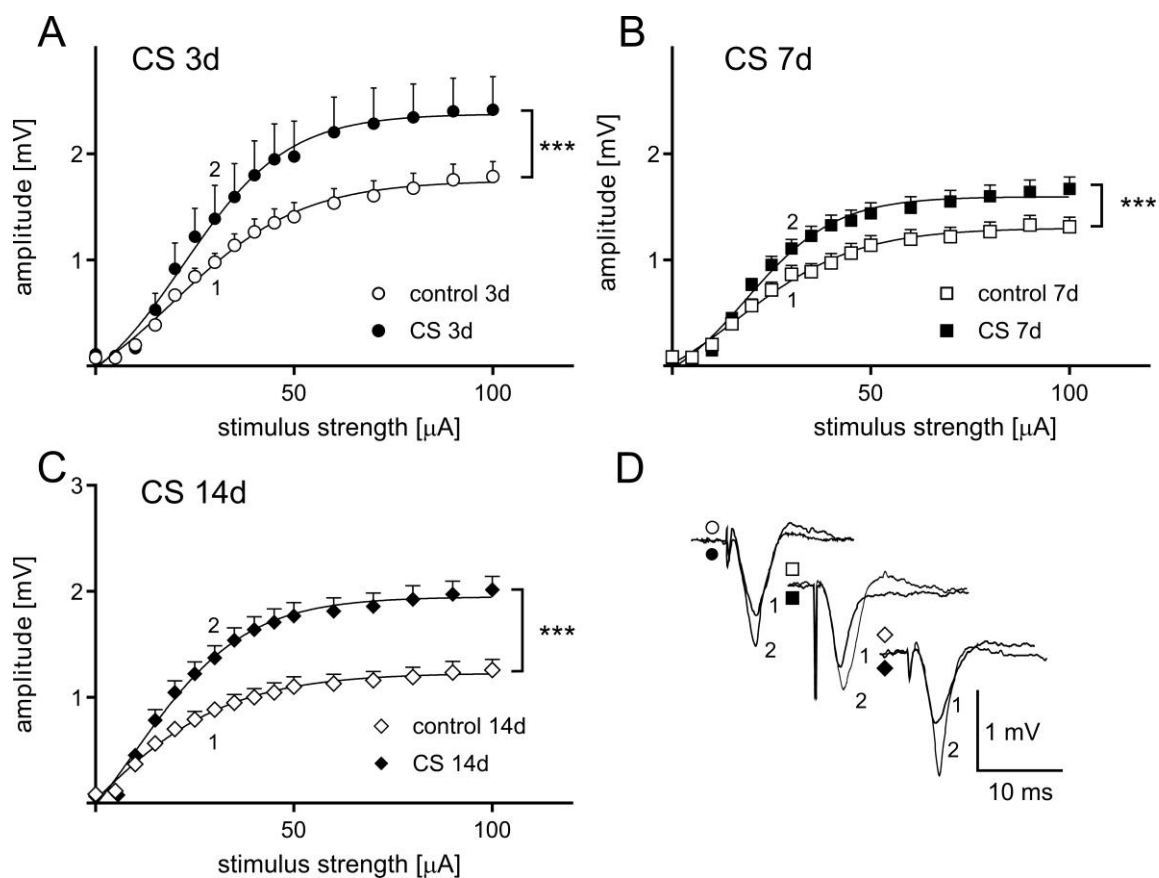 A
CS 3d
amplitude [mV]
2
1
2
1
***
control 3d
CS 3d
50
100
stimulus strength [μA]
B
CS 7d
amplitude [mV]
2
1
2
1
***
control 7d
CS 7d
50
100
stimulus strength [μA]
C
CS 14d
amplitude [mV]
3
2
1
2
1
***
control 14d
CS 14d
50
100
stimulus strength [μA]
D
1
2
1
2
1
2
1 mV
10 ms